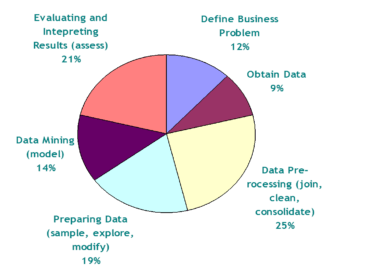 Evaluating and
Intepreting
Results (assess)
21%
Define Business
Problem
12%
Obtain Data
9%
Data Pre-
rocessing (join,
clean,
consolidate)
25%
Preparing Data
(sample, explore,
modify)
19%
Data Mining
(model)
14%